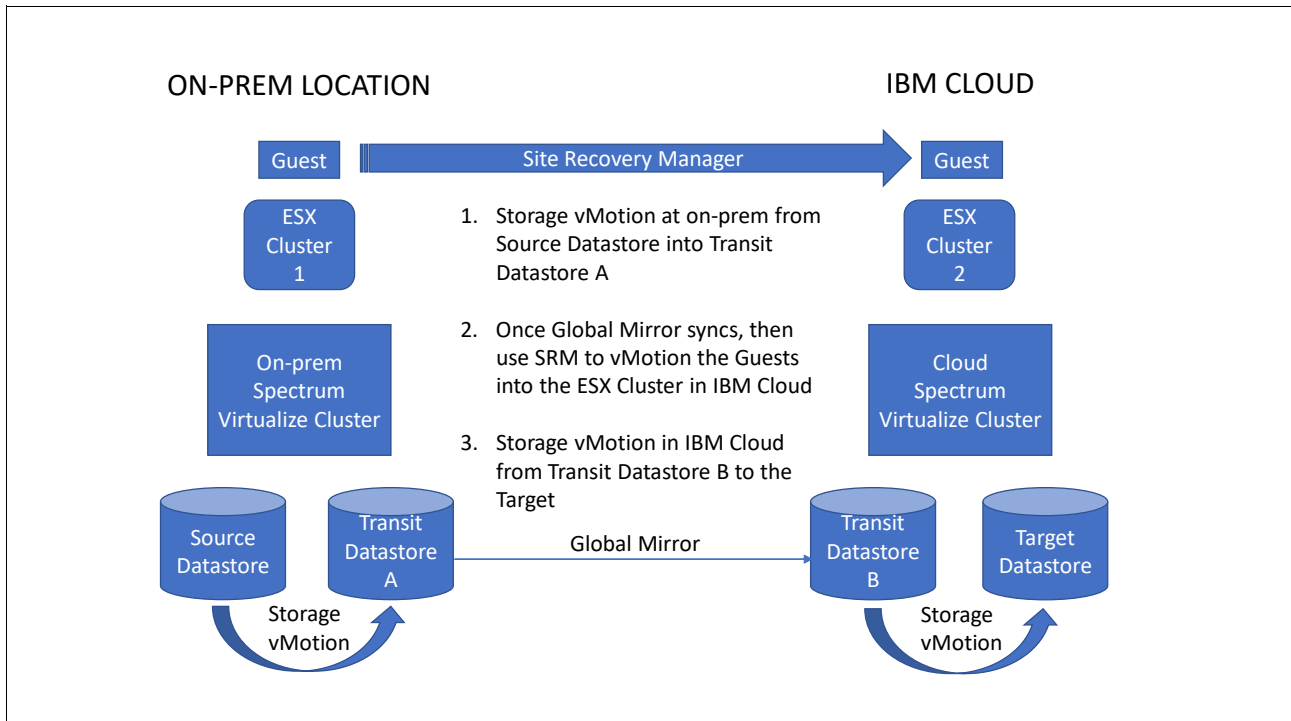 ON-PREM LOCATION
IBM CLOUD
Guest
Site Recovery Manager
Guest
ESX
Cluster
1
1. Storage vMotion at on-prem from
Source Datastore into Transit
Datastore A
ESX
Cluster
2
2. Once Global Mirror syncs, then
use SRM to vMotion the Guests
into the ESX Cluster in IBM Cloud
On-prem
Spectrum
Virtualize Cluster
Cloud
Spectrum
Virtualize Cluster
3. Storage vMotion in IBM Cloud
from Transit Datastore B to the
Target
Source
Datastore
Transit
Datastore
A
Global Mirror
Transit
Datastore
B
Target
Datastore
Storage
vMotion
Storage
vMotion